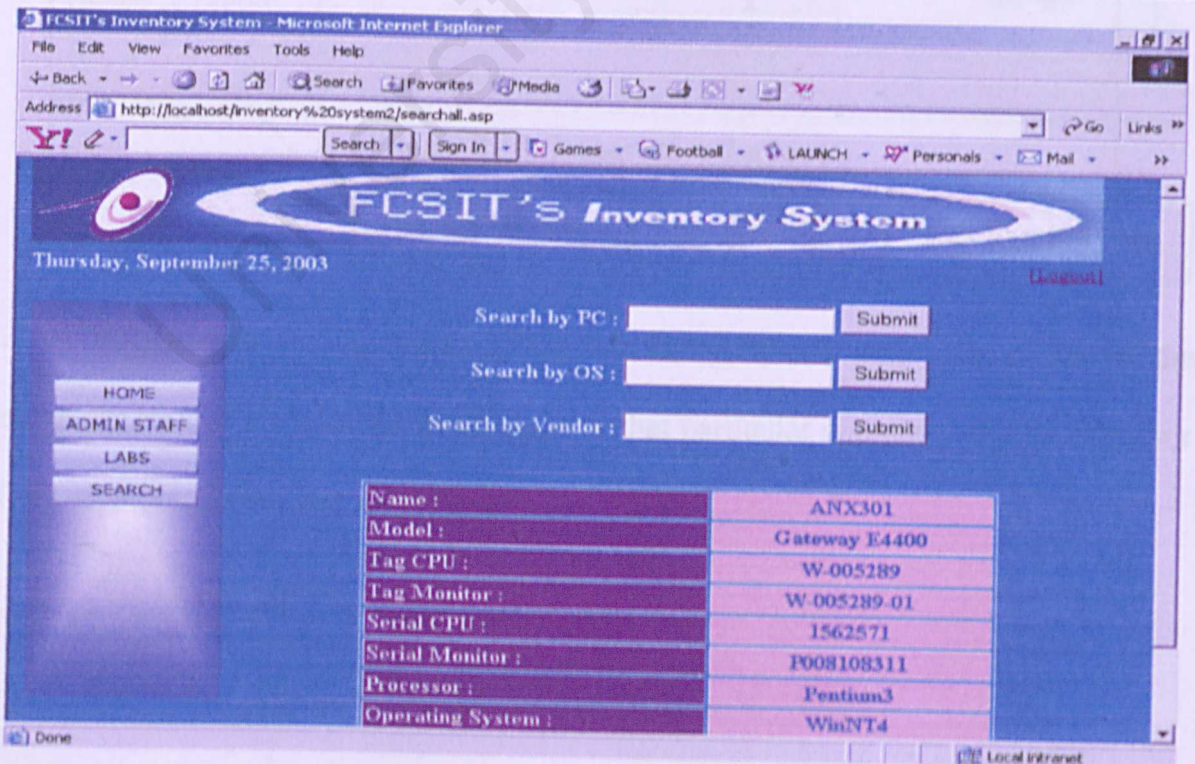 FCSIT's Inventory System - Microsoft Internet Explorer
File Edit View Favorites Tools Help
Back Search Favorites Media
Address http://localhost/inventory%20system2/searchall.asp Go Links »
Y! Search Sign In Games Football LAUNCH Personals Mail »
FCSIT's Inventory System
Thursday, September 25, 2003
[Logout]
Search by PC : Submit
Search by OS : Submit
Search by Vendor : Submit
HOME
ADMIN STAFF
LABS
SEARCH
Name : ANX301
Model : Gateway E4400
Tag CPU : W-005289
Tag Monitor : W-005289-01
Serial CPU : 1562571
Serial Monitor : P008108311
Processor : Pentium3
Operating System : WinNT4
Done Local intranet